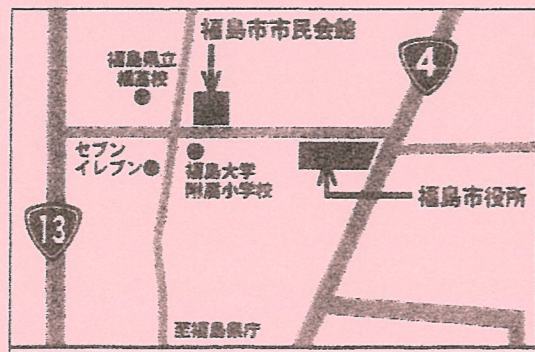 福島市市民会館
福島県立
橘高校
4
セブン
イレブン
福島大学
附属小学校
福島市役所
13
至福島県庁